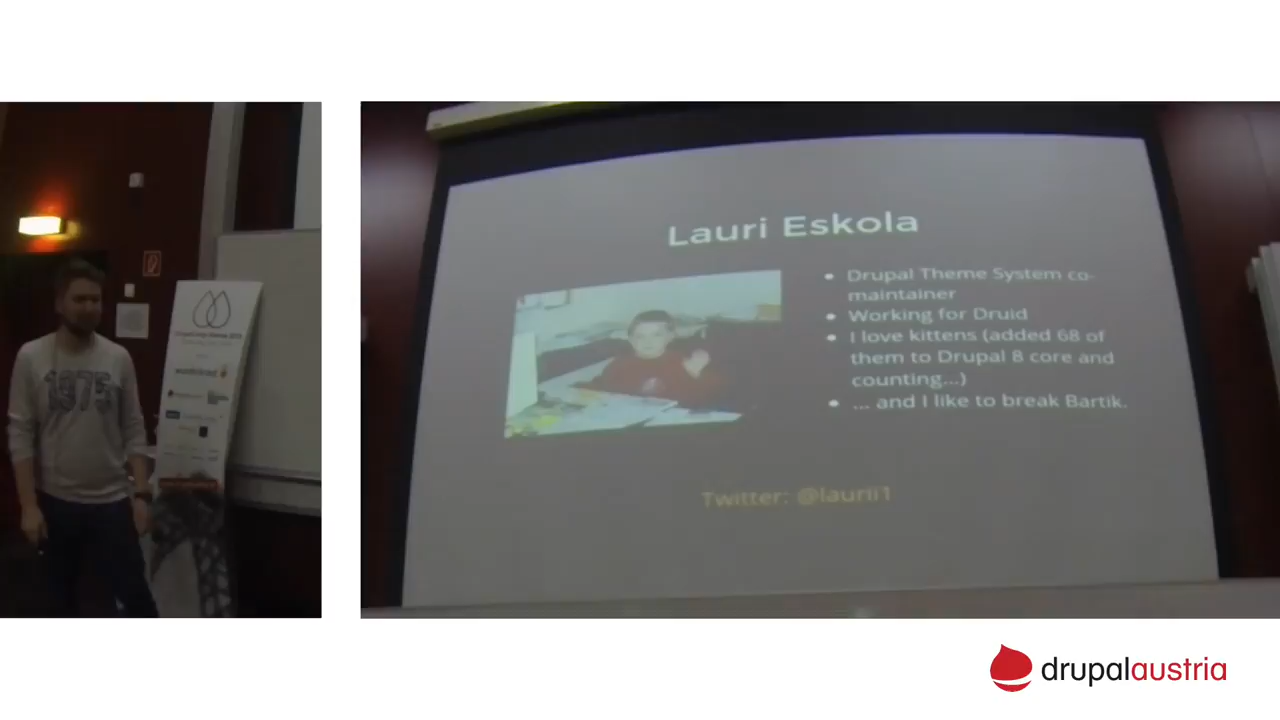 1975
Lauri Eskola
Drupal Theme System co-
maintainer
Working for Druid
I love kittens (added 68 of
them to Drupal 8 core and
counting...)
... and I like to break Bartik.
Twitter: @laurii1
drupalaustria